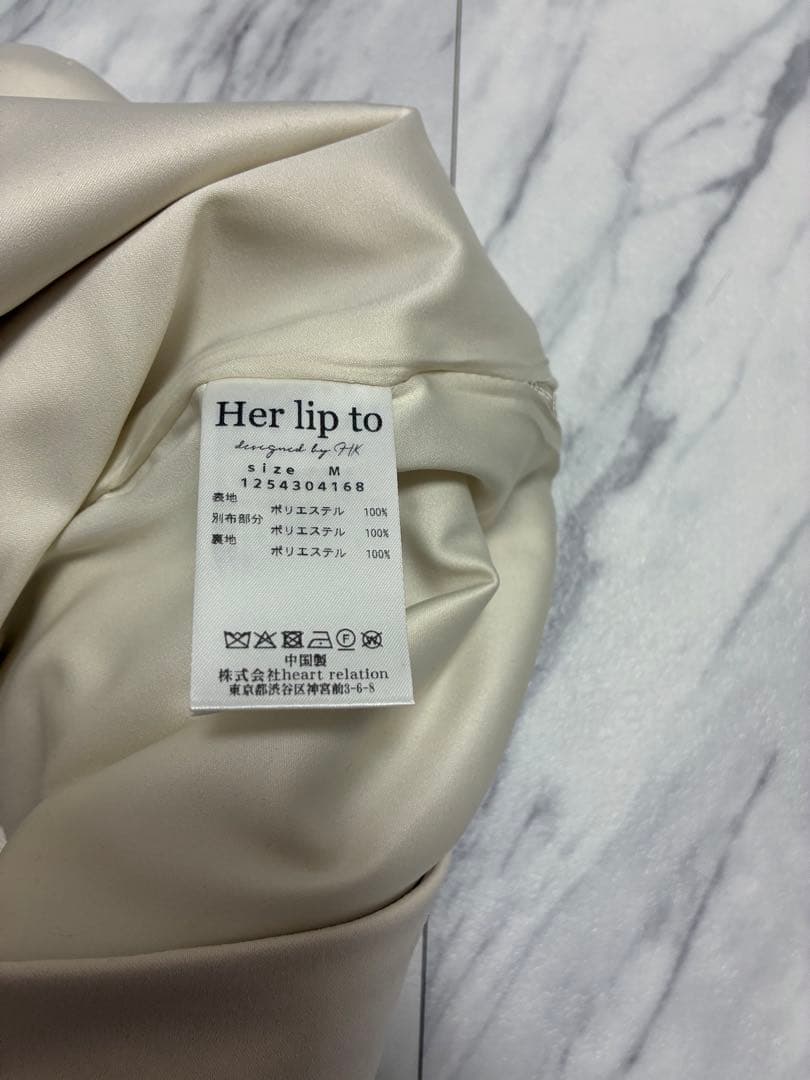 Her lip to
designed by HK
size M
1254304168
表地
ポリエステル 100%
別布部分
ポリエステル 100%
裏地
ポリエステル 100%
F
W
中国製
株式会社heart relation
東京都渋谷区神宮前3-6-8